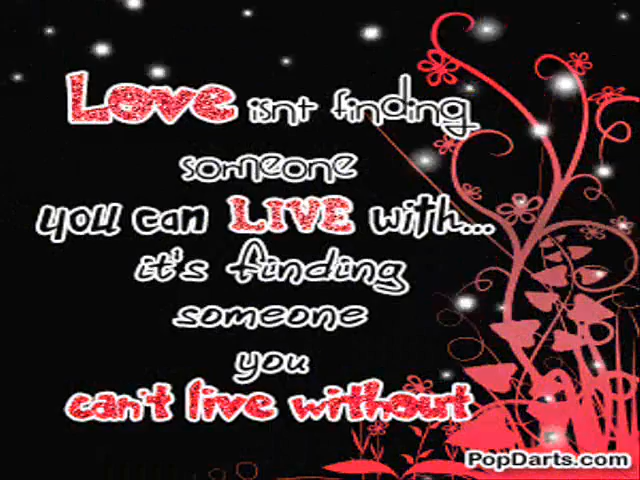 Love isnt finding
someone
you can LIVE with...
it's finding
someone
you
can't live without
PopDarts.com